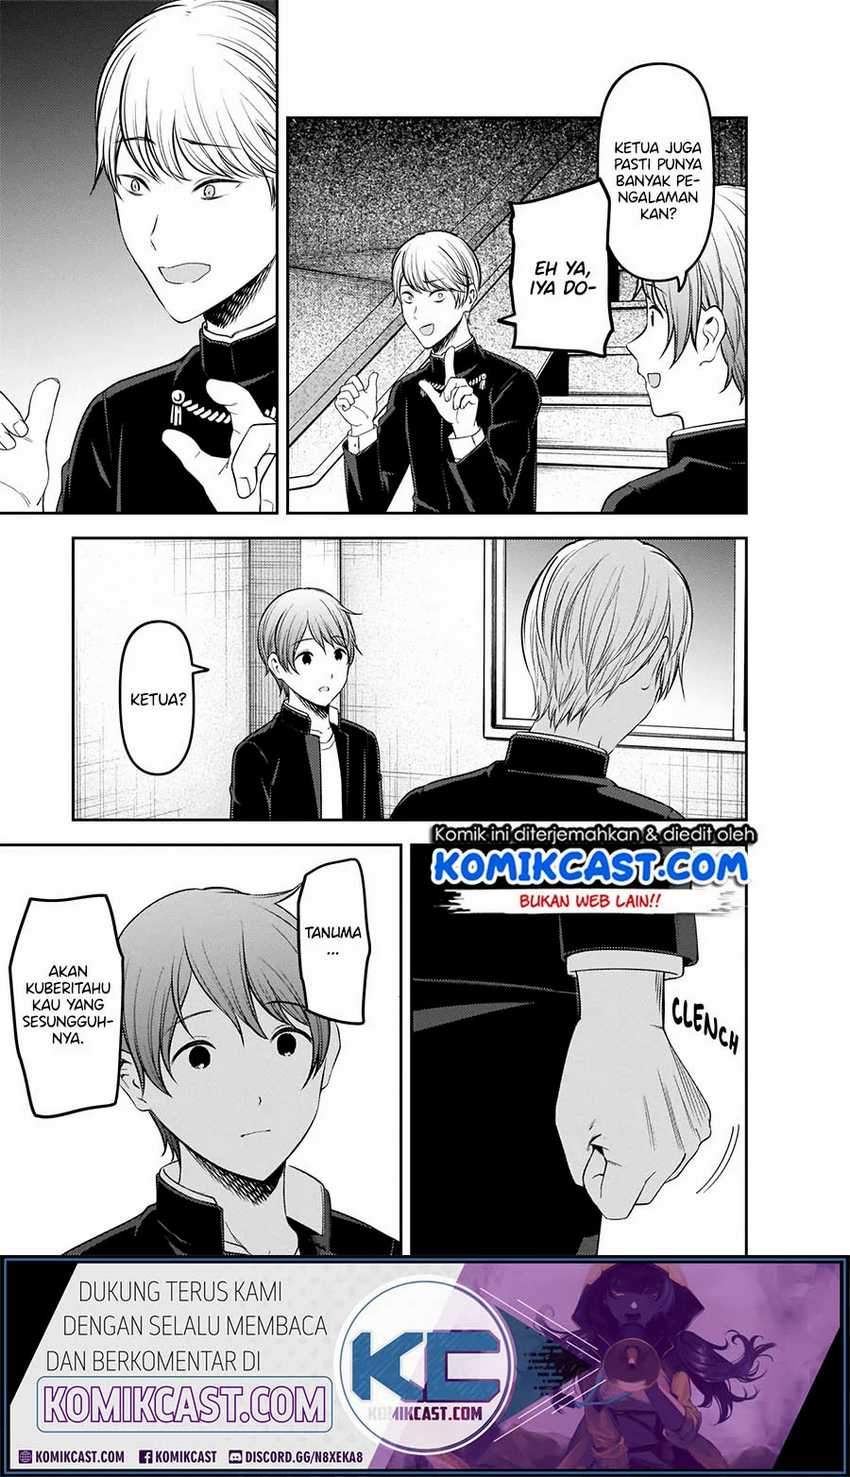 KETUA JUGA
PASTI PUNYA
BANYAK PE-
NGALAMAN
KAN?
EH YA,
IYA DO-
KETUA?
Komik ini diterjemahkan & diedit oleh
KOMIKCAST.COM
BUKAN WEB LAIN!!
CLENCH
TANUMA
...
AKAN
KUBERITAHU
KAU YANG
SESUNGGUH-
NYA.
DUKUNG TERUS KAMI
DENGAN SELALU MEMBACA
DAN BERKOMENTAR DI
KOMIKCAST.COM
KC
KOMIKCAST.COM
KOMIKCAST.COM KOMIKCAST DISCORD.GG/N8XEKA8